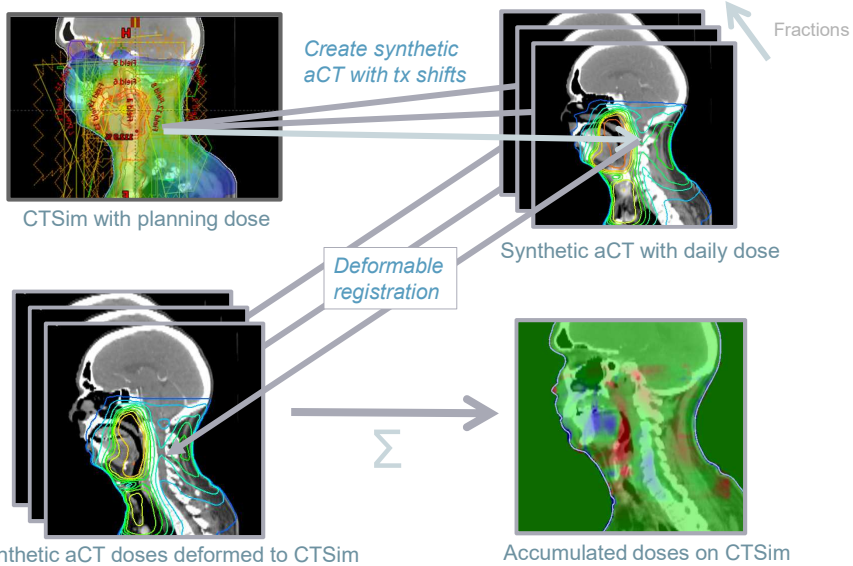 Create synthetic
aCT with tx shifts
Fractions
CTSim with planning dose
Synthetic aCT with daily dose
Deformable
registration
Σ
nthetic aCT doses deformed to CTSim
Accumulated doses on CTSim